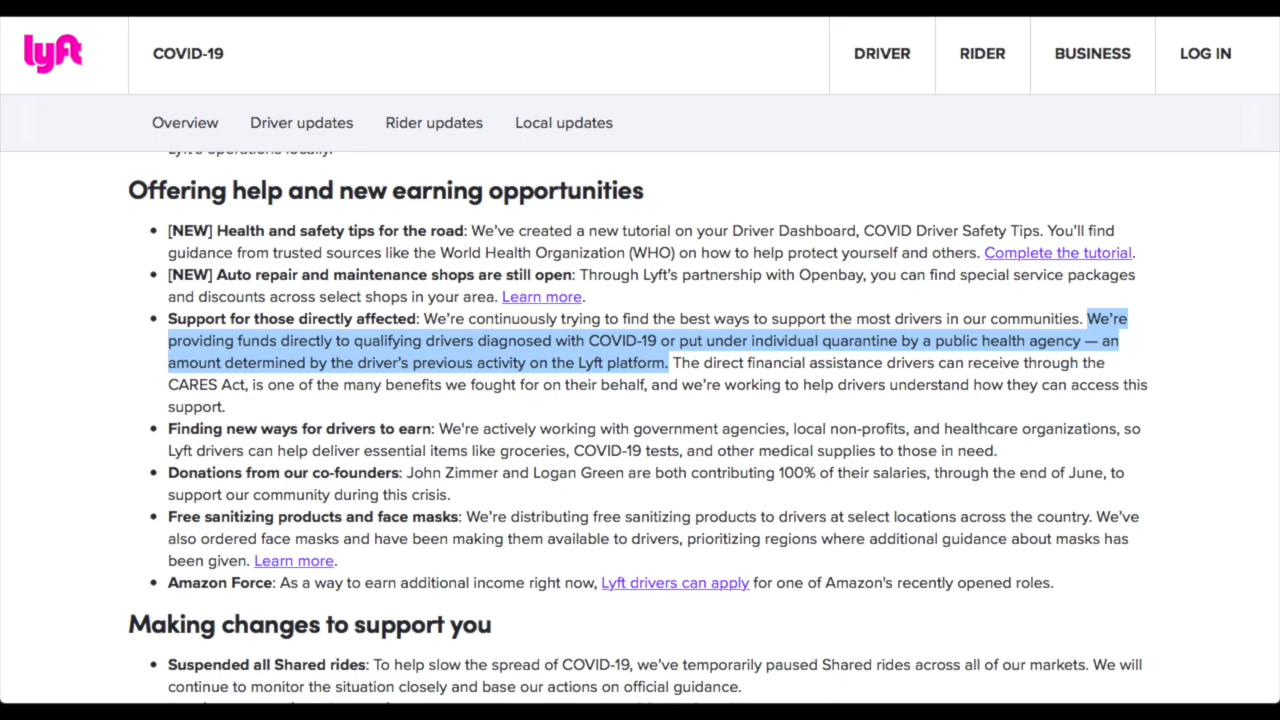 lyft
COVID-19
DRIVER
RIDER
BUSINESS
LOG IN
Overview
Driver updates
Rider updates
Local updates
Lyft's operations locally.
Offering help and new earning opportunities
• [NEW] Health and safety tips for the road: We've created a new tutorial on your Driver Dashboard, COVID Driver Safety Tips. You'll find
guidance from trusted sources like the World Health Organization (WHO) on how to help protect yourself and others. Complete the tutorial.
• [NEW] Auto repair and maintenance shops are still open: Through Lyft's partnership with Openbay, you can find special service packages
and discounts across select shops in your area. Learn more.
• Support for those directly affected: We're continuously trying to find the best ways to support the most drivers in our communities. We're
providing funds directly to qualifying drivers diagnosed with COVID-19 or put under individual quarantine by a public health agency — an
amount determined by the driver's previous activity on the Lyft platform. The direct financial assistance drivers can receive through the
CARES Act, is one of the many benefits we fought for on their behalf, and we're working to help drivers understand how they can access this
support.
• Finding new ways for drivers to earn: We're actively working with government agencies, local non-profits, and healthcare organizations, so
Lyft drivers can help deliver essential items like groceries, COVID-19 tests, and other medical supplies to those in need.
• Donations from our co-founders: John Zimmer and Logan Green are both contributing 100% of their salaries, through the end of June, to
support our community during this crisis.
• Free sanitizing products and face masks: We're distributing free sanitizing products to drivers at select locations across the country. We've
also ordered face masks and have been making them available to drivers, prioritizing regions where additional guidance about masks has
been given. Learn more.
• Amazon Force: As a way to earn additional income right now, Lyft drivers can apply for one of Amazon's recently opened roles.
Making changes to support you
• Suspended all Shared rides: To help slow the spread of COVID-19, we've temporarily paused Shared rides across all of our markets. We will
continue to monitor the situation closely and base our actions on official guidance.